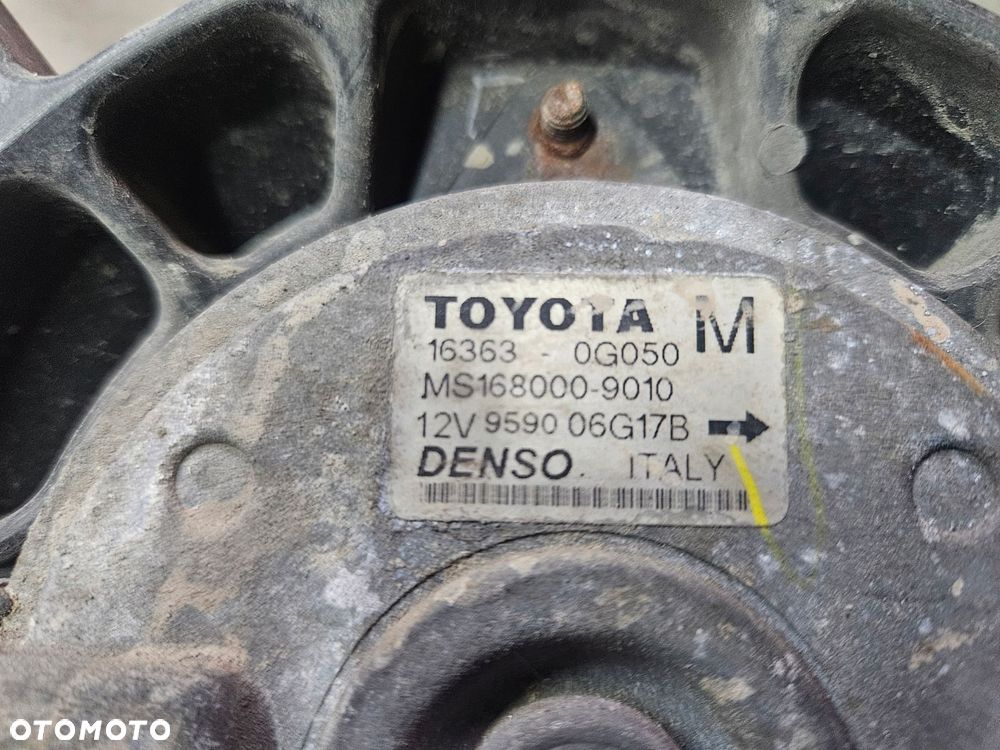 TOYOTA M
16363 - 0G050
MS168000-9010
12V 9590 06G17B
DENSO. ITALY
OTOMOTO